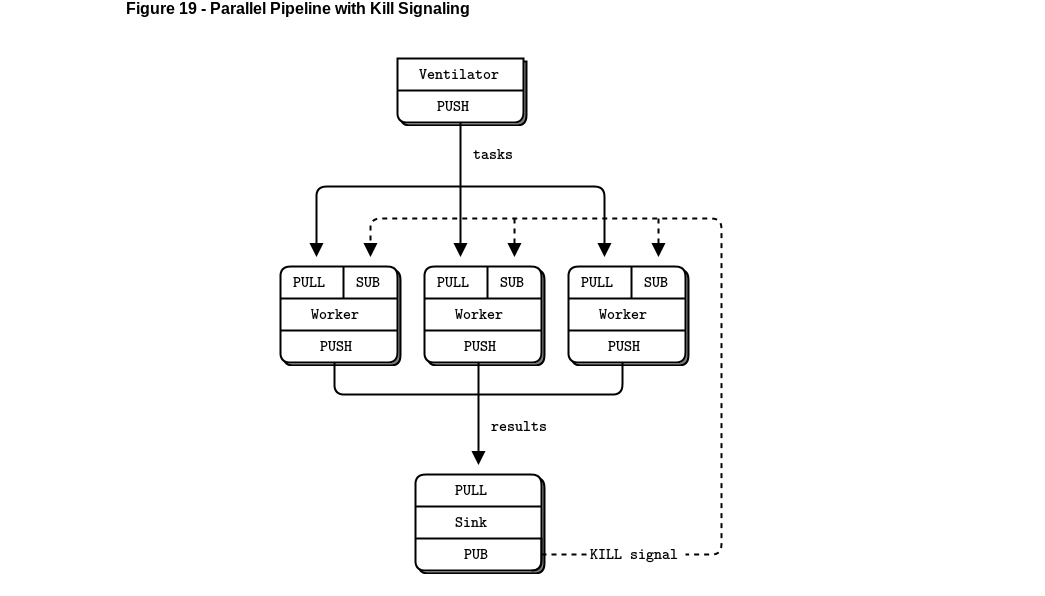 Figure 19 - Parallel Pipeline with Kill Signaling
Ventilator
PUSH
tasks
PULL SUB PULL SUB PULL SUB
Worker Worker Worker
PUSH PUSH PUSH
results
PULL
Sink
PUB KILL signal